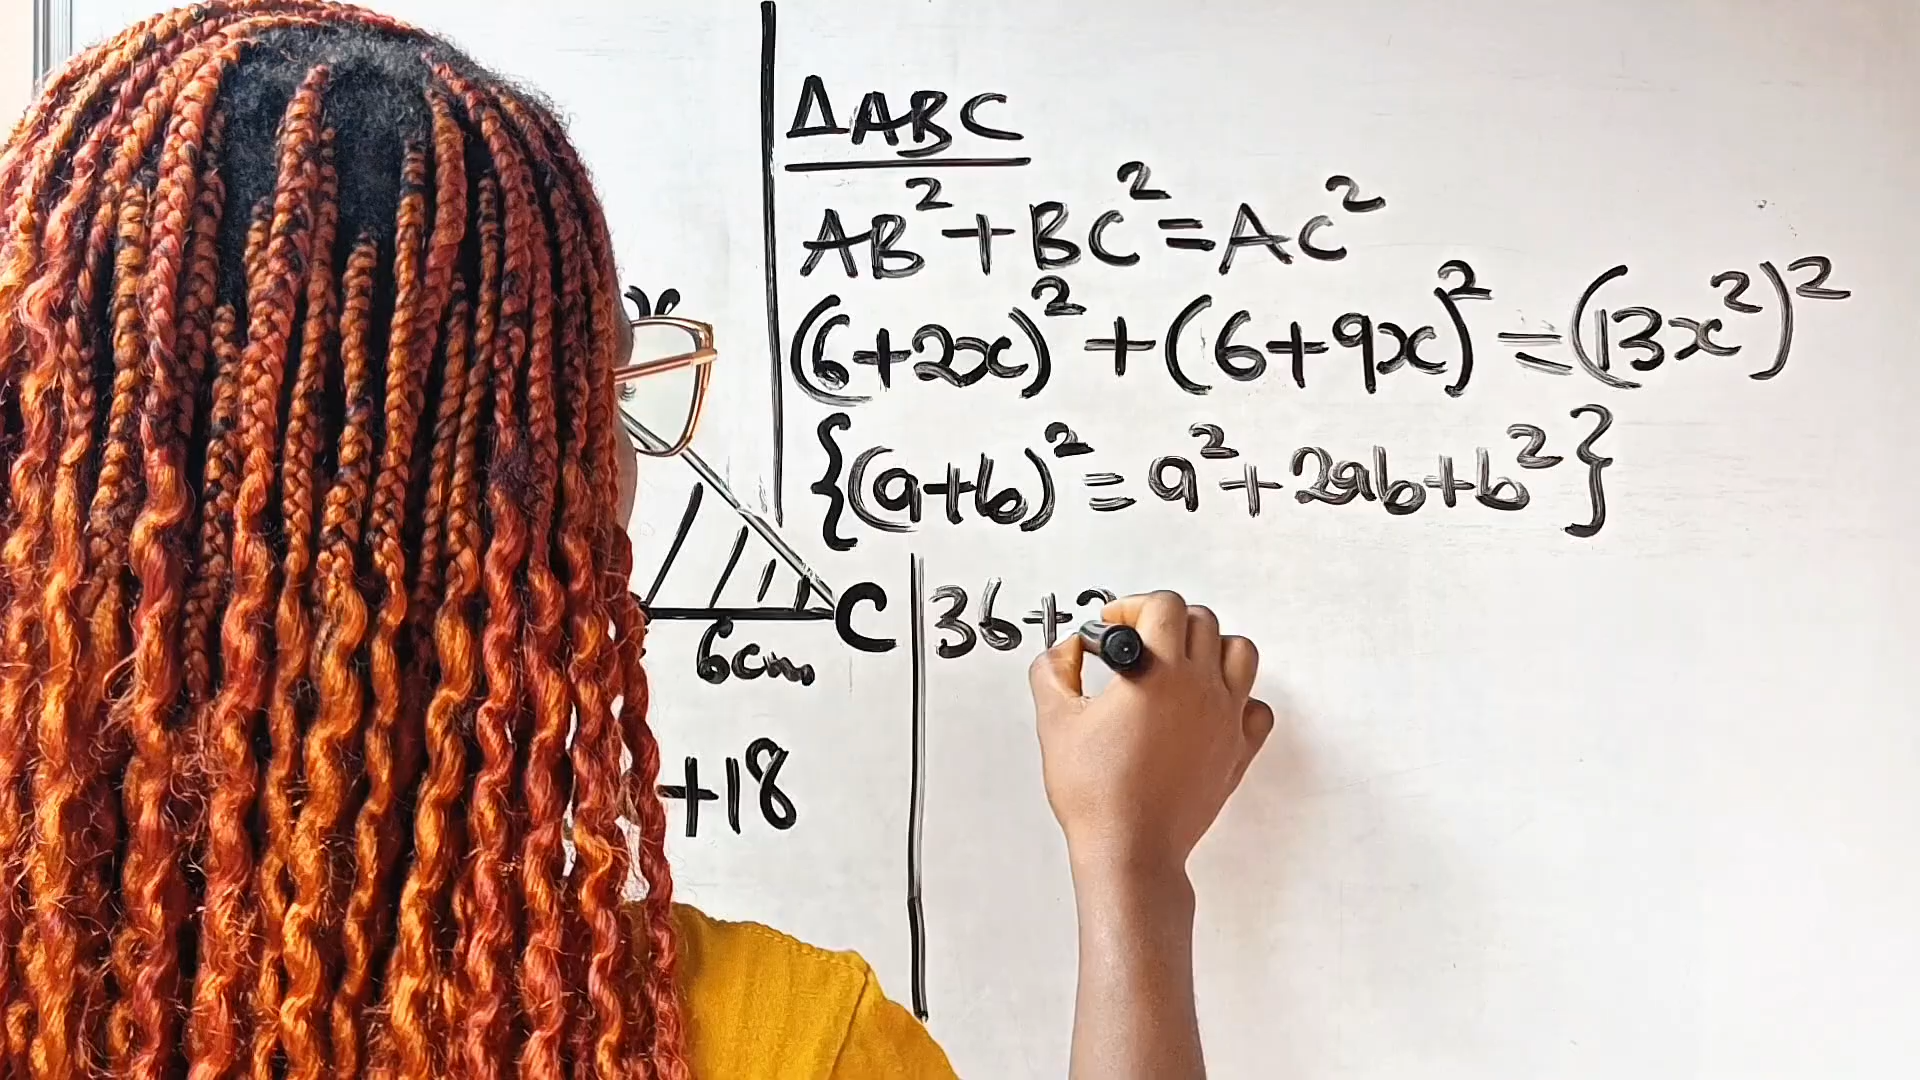 ΔABC
AB²+BC²=AC²
(6+2x)²+(6+9x)²=(13x²)²
{(a+b)²=a²+2ab+b²}
C
36+2
6cm
+18